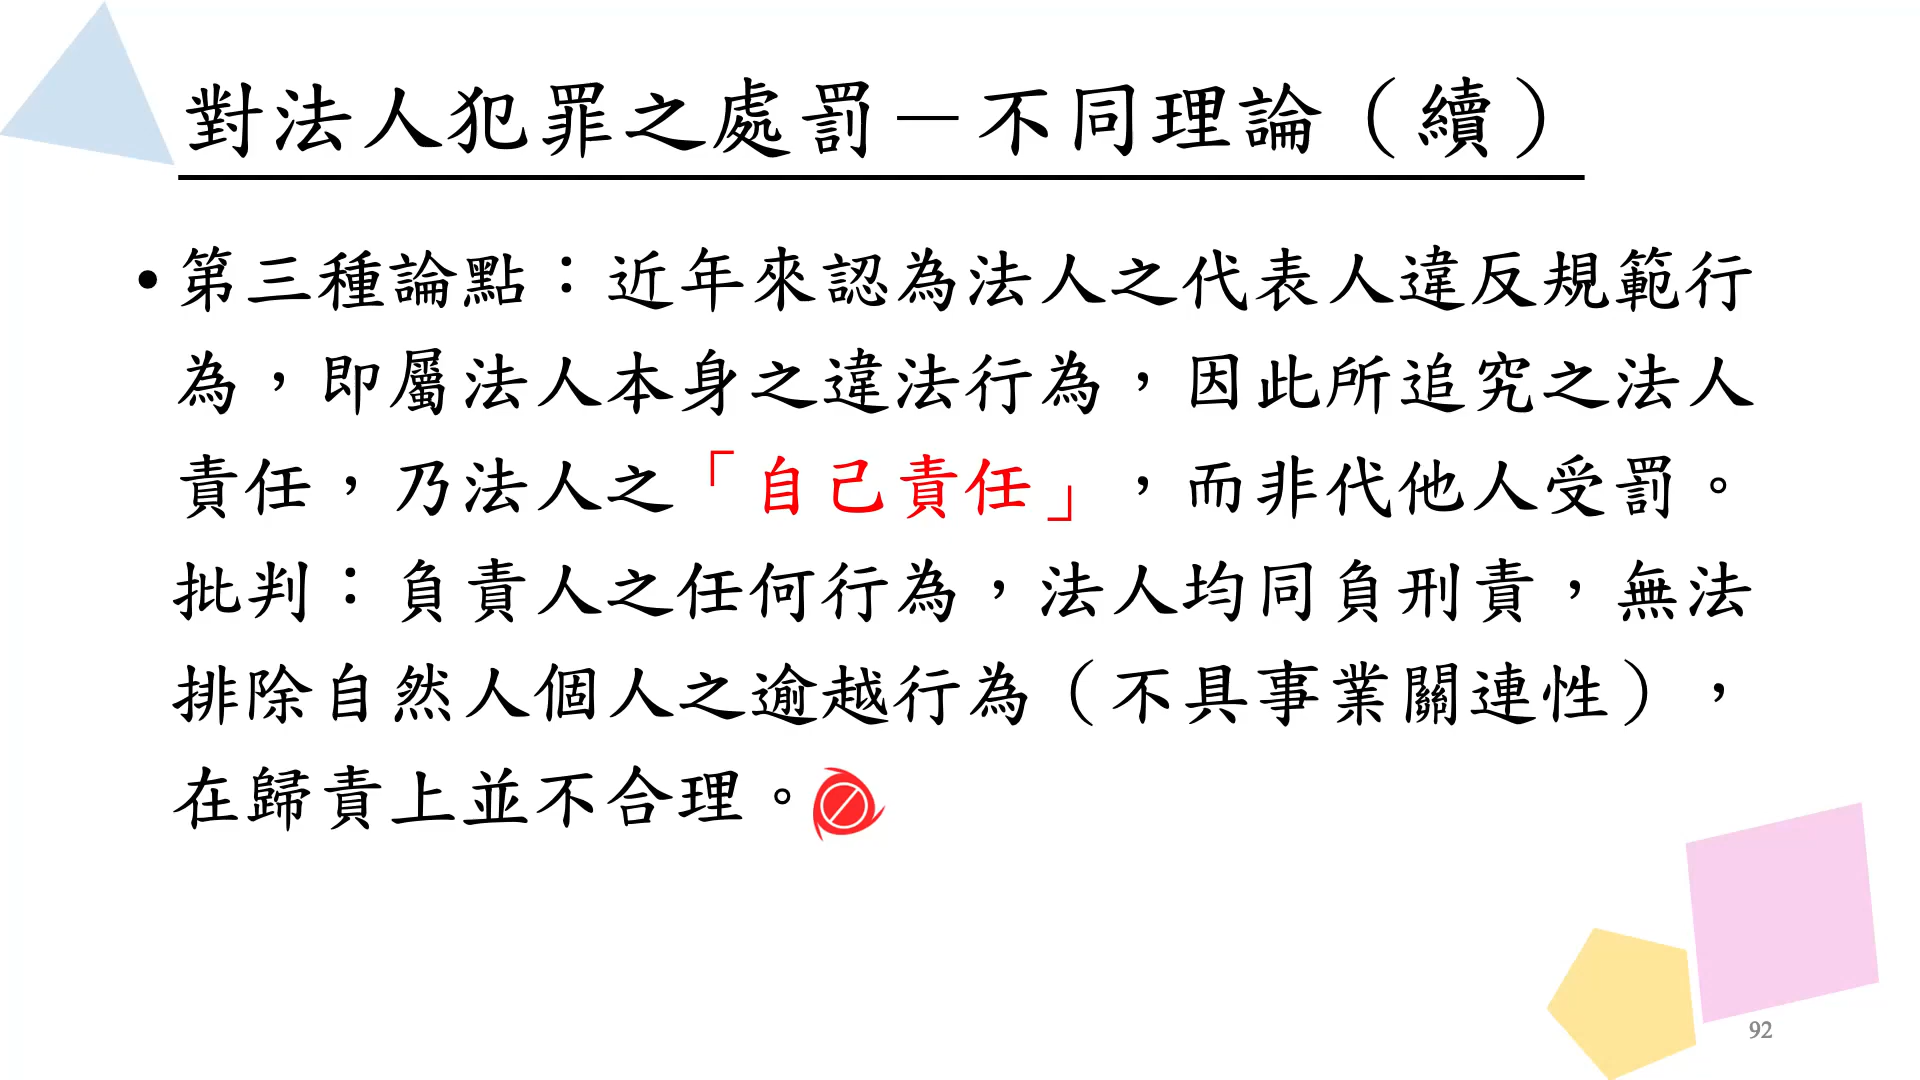 對法人犯罪之處罰－不同理論（續）
•第三種論點：近年來認為法人之代表人違反規範行
為，即屬法人本身之違法行為，因此所追究之法人
責任，乃法人之「自己責任」，而非代他人受罰。
批判：負責人之任何行為，法人均同負刑責，無法
排除自然人個人之逾越行為（不具事業關連性），
在歸責上並不合理。
92